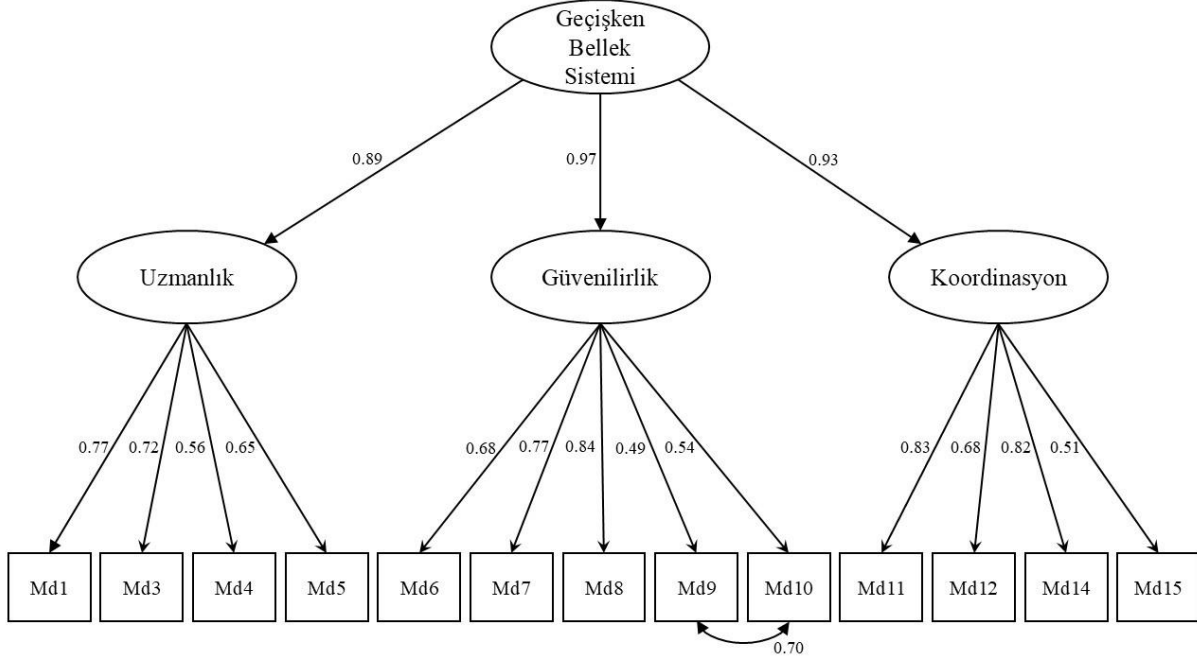 Geçişken
Bellek
Sistemi
0.89
0.97
0.93
Uzmanlık
Güvenilirlik
Koordinasyon
0.77
0.72
0.56
0.65
0.68
0.77
0.84
0.49
0.54
0.83
0.68
0.82
0.51
Md1
Md3
Md4
Md5
Md6
Md7
Md8
Md9
Md10
Md11
Md12
Md14
Md15
0.70